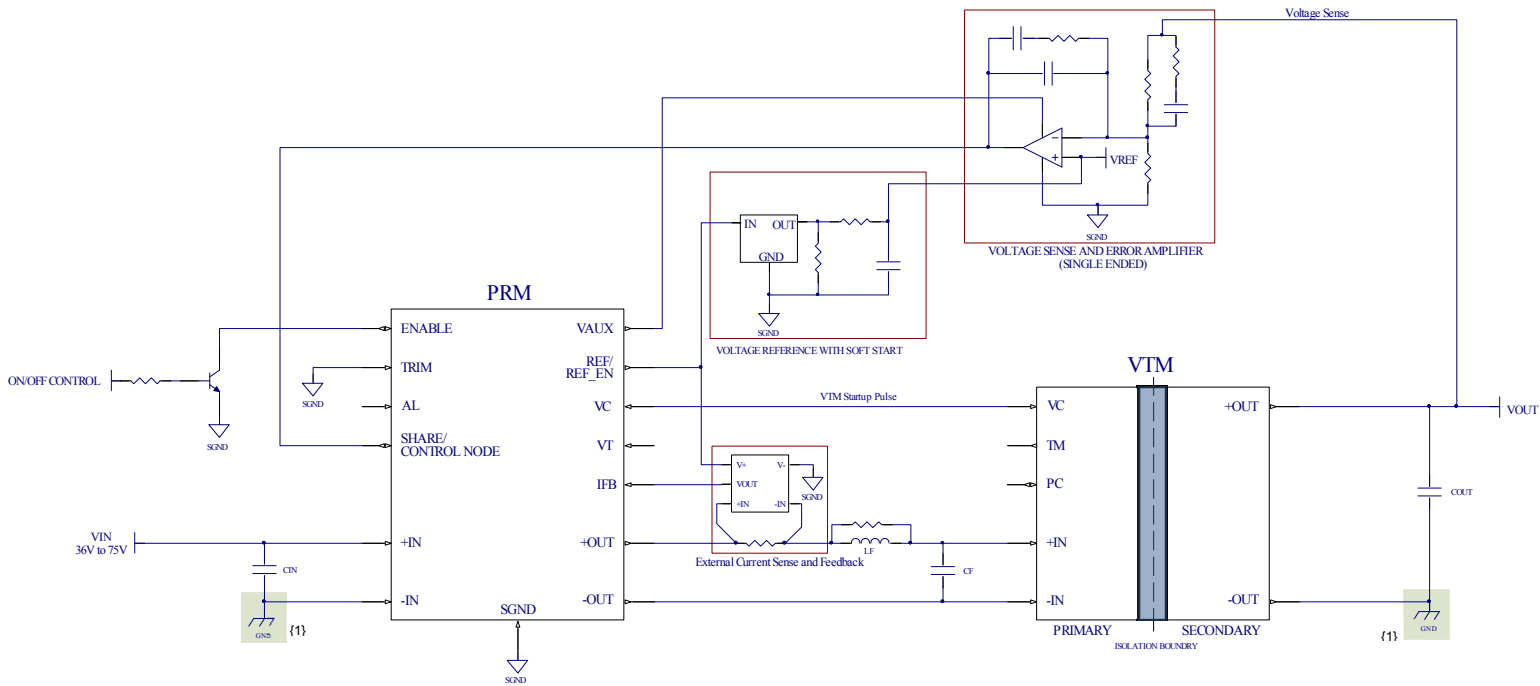 Voltage Sense
−
+
VREF
SGND
VOLTAGE SENSE AND ERROR AMPLIFIER
(SINGLE ENDED)
IN
OUT
GND
SGND
VOLTAGE REFERENCE WITH SOFT START
PRM
ENABLE
TRIM
AL
SHARE/
CONTROL NODE
+IN
-IN
VAUX
REF/
REF_EN
VC
VT
IFB
+OUT
-OUT
SGND
SGND
ON/OFF CONTROL
SGND
SGND
VIN
36V to 75V
CIN
GND
{1}
VTM Startup Pulse
V+
V-
VOUT
+IN
-IN
SGND
External Current Sense and Feedback
LF
CF
VTM
VC
TM
PC
+IN
-IN
+OUT
-OUT
PRIMARY
SECONDARY
ISOLATION BOUNDRY
VOUT
COUT
GND
{1}